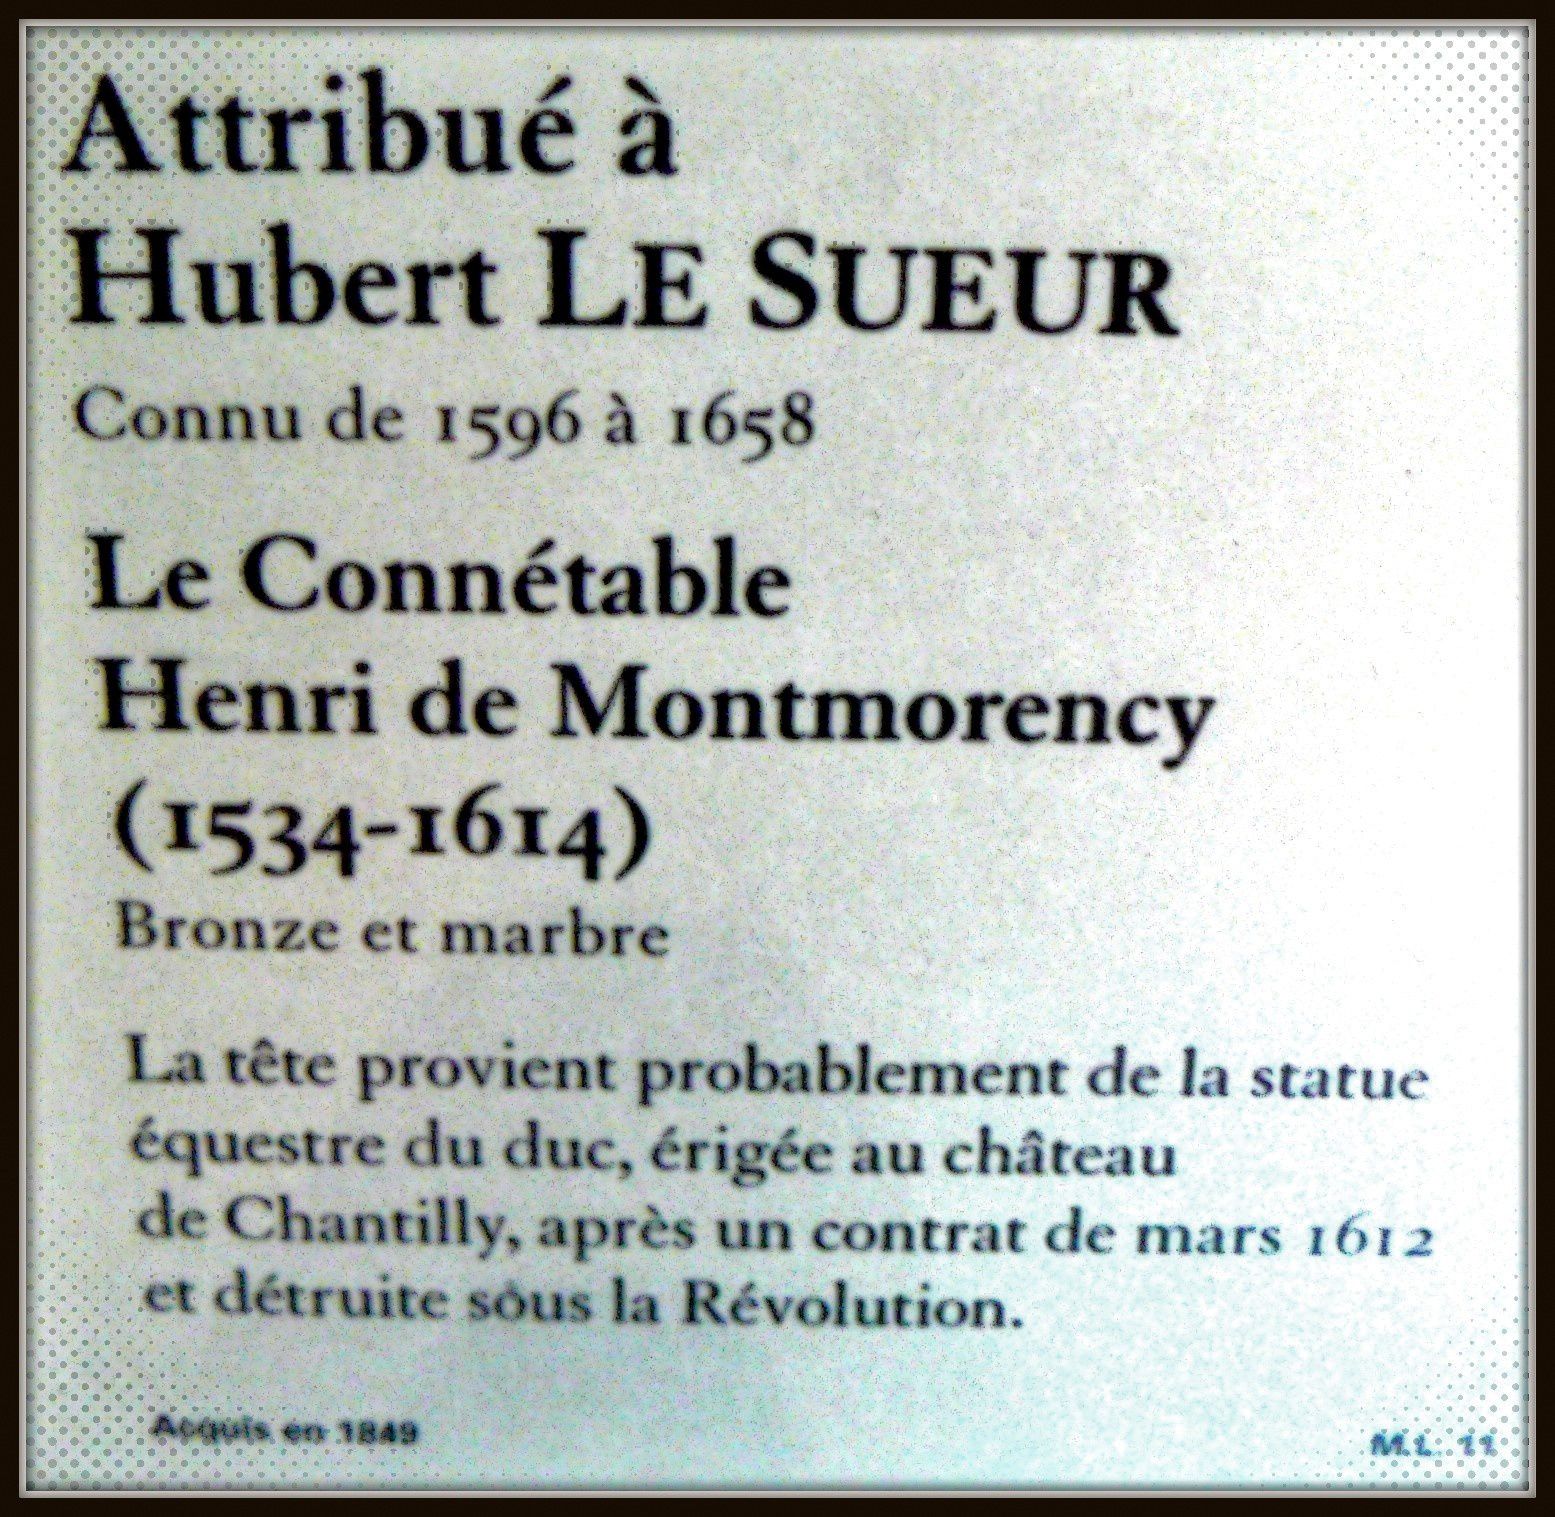 Attribué à
Hubert LE SUEUR
Connu de 1596 à 1658
Le Connétable
Henri de Montmorency
(1534-1614)
Bronze et marbre
La tête provient probablement de la statue
équestre du duc, érigée au château
de Chantilly, après un contrat de mars 1612
et détruite sous la Révolution.
Acquis en 1849
M.L. 11